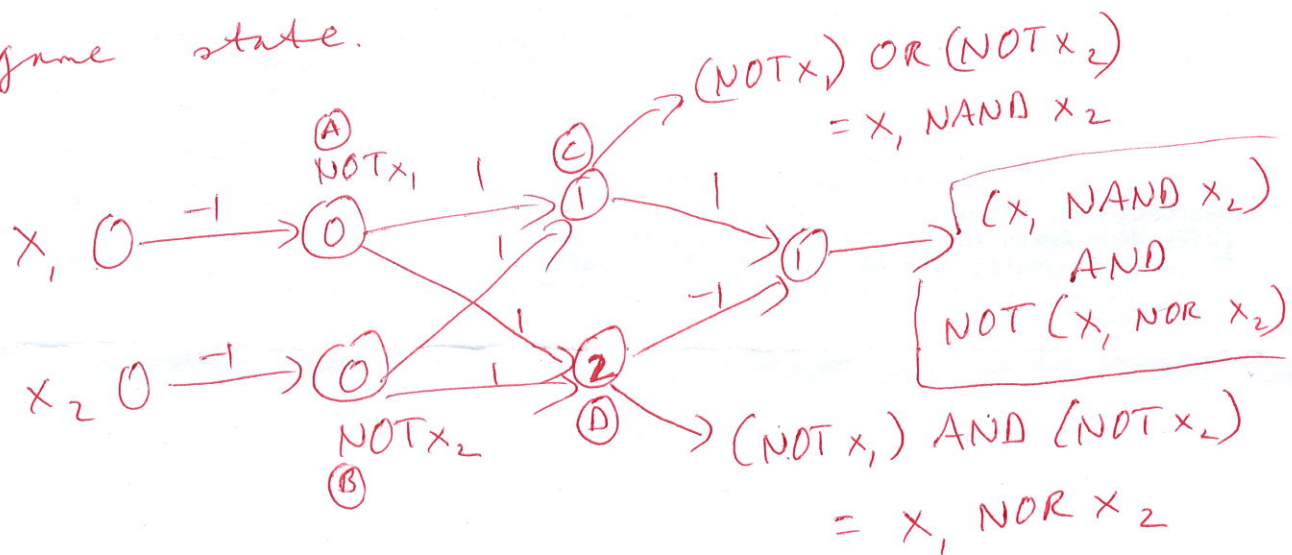 game state.
(NOT x₁) OR (NOT x₂)
= x₁ NAND x₂
Ⓐ
NOT x₁
Ⓒ
x₁ -1 0 1 1 1
1
(x₁ NAND x₂)
AND
NOT (x₁ NOR x₂)
1
1
-1
x₂ -1 0 1 2
NOT x₂
Ⓑ
Ⓓ
(NOT x₁) AND (NOT x₂)
= x₁ NOR x₂